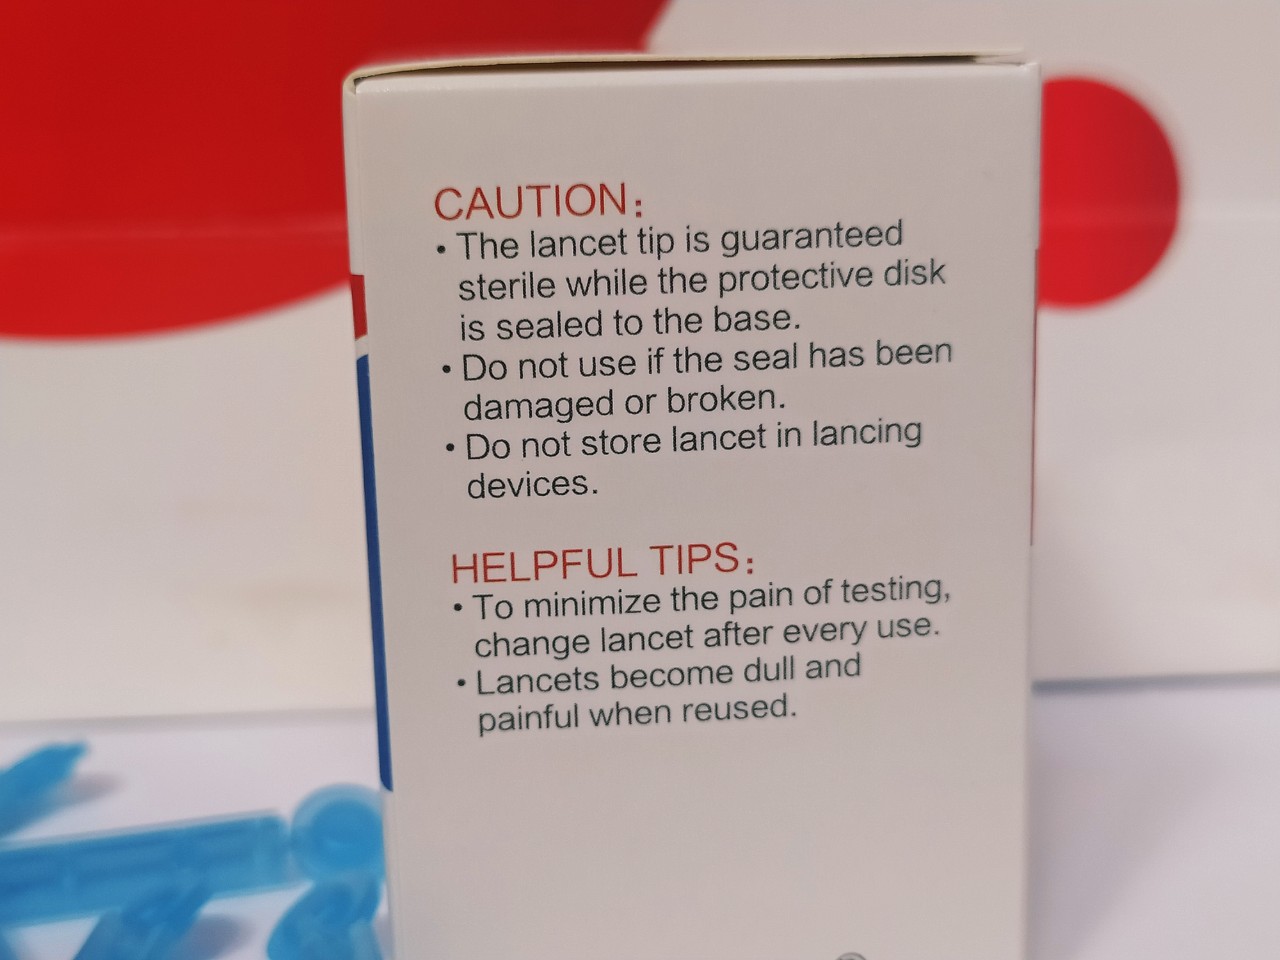 CAUTION:
• The lancet tip is guaranteed
sterile while the protective disk
is sealed to the base.
• Do not use if the seal has been
damaged or broken.
• Do not store lancet in lancing
devices.
HELPFUL TIPS:
• To minimize the pain of testing,
change lancet after every use.
• Lancets become dull and
painful when reused.